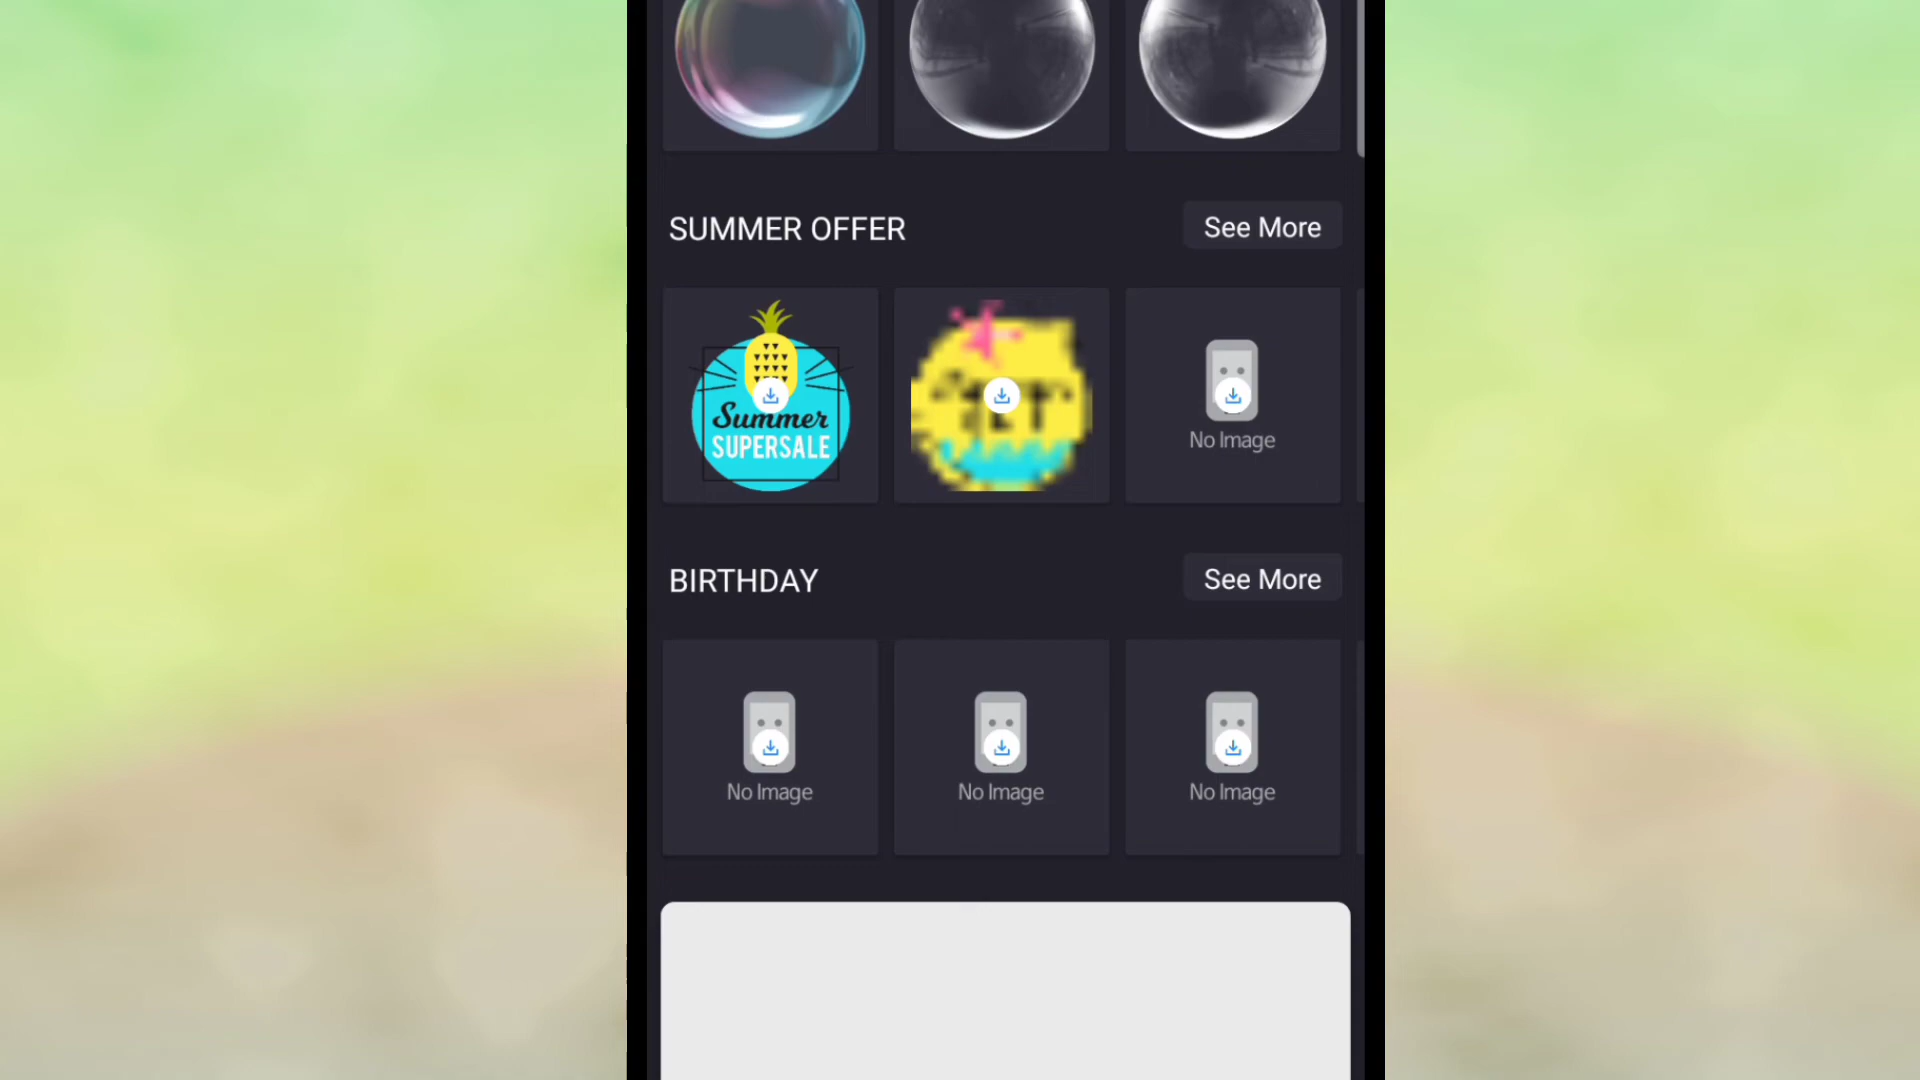 SUMMER OFFER
See More
Summer
SUPERSALE
No Image
BIRTHDAY
See More
No Image
No Image
No Image